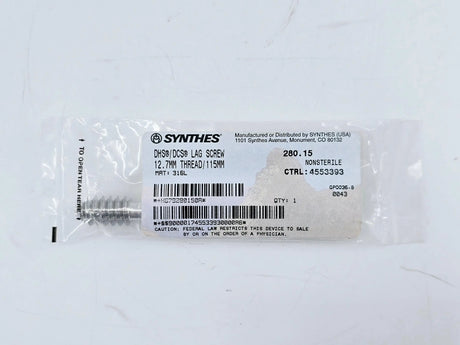 SYNTHES®
Manufactured or Distributed by SYNTHES (USA)
1101 Synthes Avenue, Monument, CO 80132
DHS®/DCS® LAG SCREW
12.7MM THREAD/115MM
MAT: 316L
280.15
NONSTERILE
CTRL:4553393
GP0036-B
0043
QTY: 1
CAUTION: FEDERAL LAW RESTRICTS THIS DEVICE TO SALE
BY OR ON THE ORDER OF A PHYSICIAN.
TO OPEN TEAR HERE